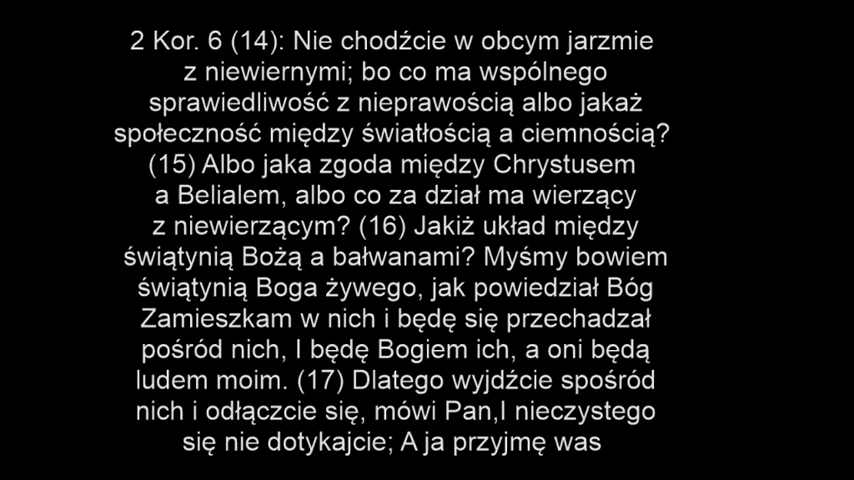 2 Kor. 6 (14): Nie chodźcie w obcym jarzmie
z niewiernymi; bo co ma wspólnego
sprawiedliwość z nieprawością albo jakaż
społeczność między światłością a ciemnością?
(15) Albo jaka zgoda między Chrystusem
a Belialem, albo co za dział ma wierzący
z niewierzącym? (16) Jakiż układ między
świątynią Bożą a bałwanami? Myśmy bowiem
świątynią Boga żywego, jak powiedział Bóg
Zamieszkam w nich i będę się przechadzał
pośród nich, I będę Bogiem ich, a oni będą
ludem moim. (17) Dlatego wyjdźcie spośród
nich i odłączcie się, mówi Pan,I nieczystego
się nie dotykajcie; A ja przyjmę was